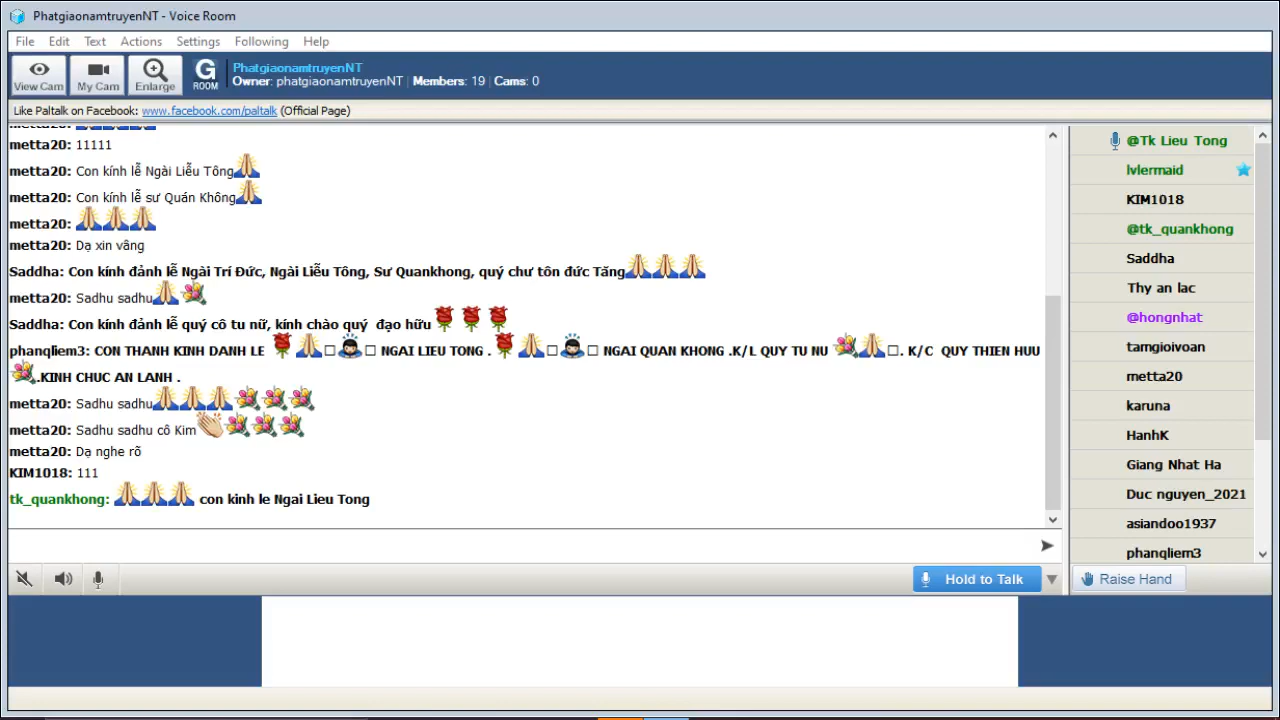 PhatgiaonamtruyenNT - Voice Room
File Edit Text Actions Settings Following Help
View Cam My Cam Enlarge G ROOM
PhatgiaonamtruyenNT
Owner: phatgiaonamtruyenNT Members: 19 Cams: 0
Like Paltalk on Facebook: www.facebook.com/paltalk (Official Page)
metta20:
metta20: 11111
metta20: Con kính lễ Ngài Liễu Tông
metta20: Con kính lễ sư Quán Không
metta20:
metta20: Dạ xin vâng
Saddha: Con kính đảnh lễ Ngài Trí Đức, Ngài Liễu Tông, Sư Quankhong, quý chư tôn đức Tăng
metta20: Sadhu sadhu
Saddha: Con kính đảnh lễ quý cô tu nữ, kính chào quý đạo hữu
phanqliem3: CON THANH KINH DANH LE NGAI LIEU TONG . NGAI QUAN KHONG .K/L QUY TU NU . K/C QUY THIEN HUU
.KINH CHUC AN LANH .
metta20: Sadhu sadhu
metta20: Sadhu sadhu cô Kim
metta20: Dạ nghe rõ
KIM1018: 111
tk_quankhong: con kinh le Ngai Lieu Tong
Hold to Talk
@Tk Lieu Tong
lvlermaid
KIM1018
@tk_quankhong
Saddha
Thy an lac
@hongnhat
tamgioivoan
metta20
karuna
HanhK
Giang Nhat Ha
Duc nguyen_2021
asiandoo1937
phanqliem3
Raise Hand